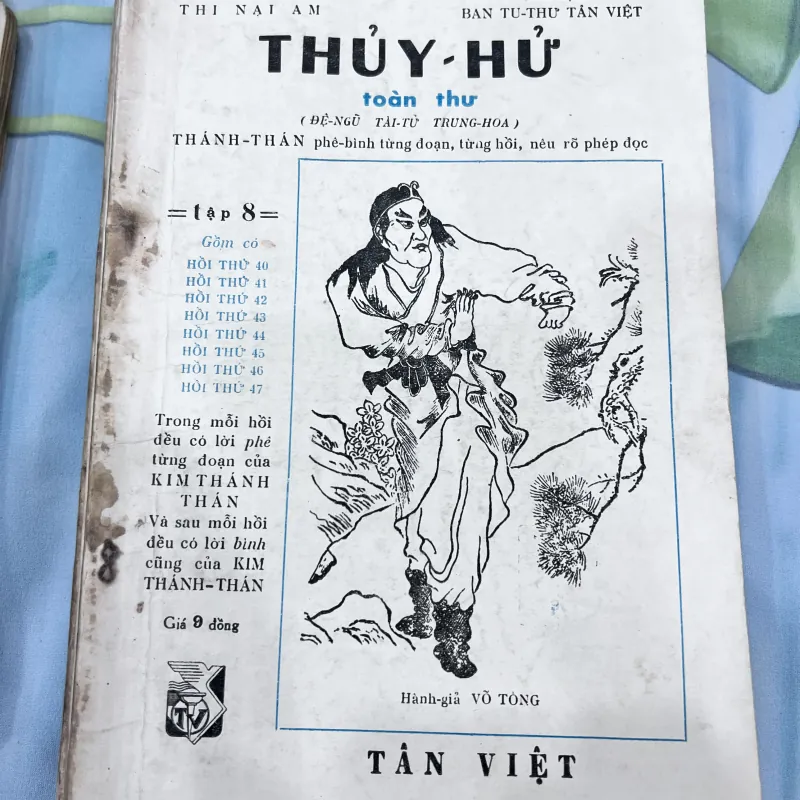 THI NẠI AM
BAN TU-THƯ TÂN VIỆT
THỦY-HỬ
toàn thư
( ĐỆ-NGŨ TÀI-TỬ TRUNG-HOA )
THÁNH-THÁN phê-bình từng đoạn, từng hồi, nêu rõ phép đọc
= tập 8 =
Gồm có
HỒI THỨ 40
HỒI THỨ 41
HỒI THỨ 42
HỒI THỨ 43
HỒI THỨ 44
HỒI THỨ 45
HỒI THỨ 46
HỒI THỨ 47
Trong mỗi hồi
đều có lời phê
từng đoạn của
KIM THÁNH
THÁN
Và sau mỗi hồi
đều có lời bình
cũng của KIM
THÁNH-THÁN
Giá 9 đồng
8
TV
Hành-giả VÕ TÒNG
TÂN VIỆT